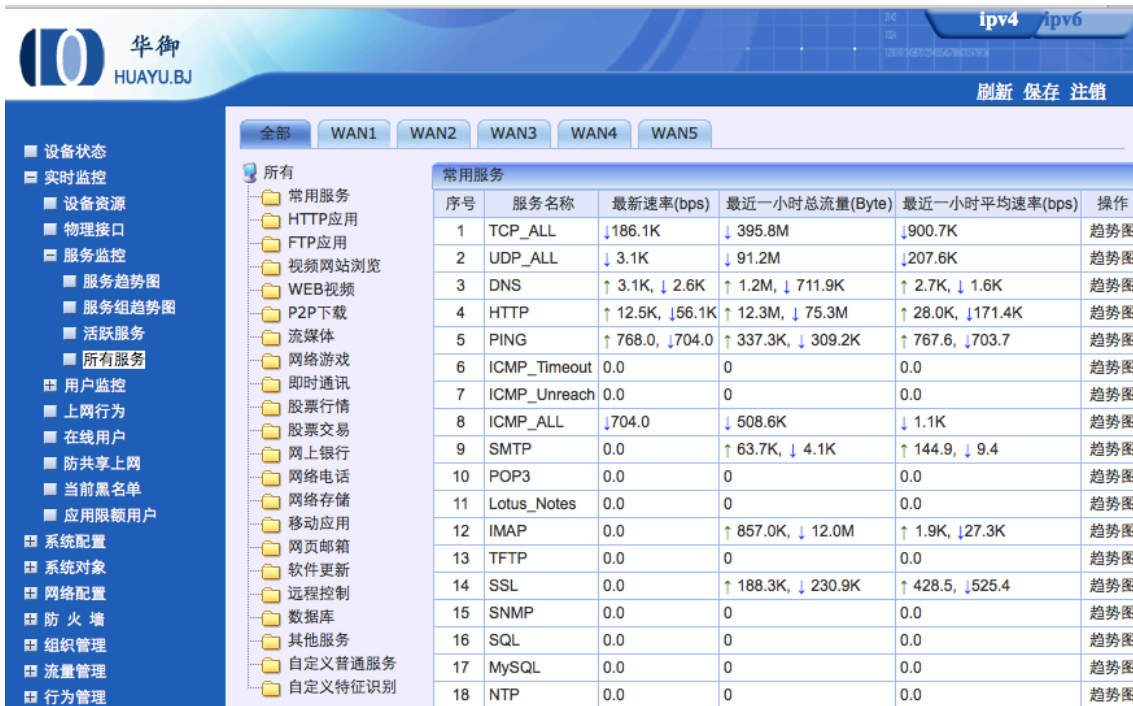 华御
HUAYU.BJ
ipv4 ipv6
刷新 保存 注销
设备状态
实时监控
设备资源
物理接口
服务监控
服务趋势图
服务组趋势图
活跃服务
所有服务
用户监控
上网行为
在线用户
防共享上网
当前黑名单
应用限额用户
系统配置
系统对象
网络配置
防 火 墙
组织管理
流量管理
行为管理
全部 WAN1 WAN2 WAN3 WAN4 WAN5
所有
常用服务
HTTP应用
FTP应用
视频网站浏览
WEB视频
P2P下载
流媒体
网络游戏
即时通讯
股票行情
股票交易
网上银行
网络电话
网络存储
移动应用
网页邮箱
软件更新
远程控制
数据库
其他服务
自定义普通服务
自定义特征识别
常用服务
序号 服务名称 最新速率(bps) 最近一小时总流量(Byte) 最近一小时平均速率(bps) 操作
1 TCP_ALL ↓186.1K ↓ 395.8M ↓900.7K 趋势图
2 UDP_ALL ↓ 3.1K ↓ 91.2M ↓207.6K 趋势图
3 DNS ↑ 3.1K, ↓ 2.6K ↑ 1.2M, ↓ 711.9K ↑ 2.7K, ↓ 1.6K 趋势图
4 HTTP ↑ 12.5K, ↓56.1K ↑ 12.3M, ↓ 75.3M ↑ 28.0K, ↓171.4K 趋势图
5 PING ↑ 768.0, ↓704.0 ↑ 337.3K, ↓ 309.2K ↑ 767.6, ↓703.7 趋势图
6 ICMP_Timeout 0.0 0 0.0 趋势图
7 ICMP_Unreach 0.0 0 0.0 趋势图
8 ICMP_ALL ↓704.0 ↓ 508.6K ↓ 1.1K 趋势图
9 SMTP 0.0 ↑ 63.7K, ↓ 4.1K ↑ 144.9, ↓ 9.4 趋势图
10 POP3 0.0 0 0.0 趋势图
11 Lotus_Notes 0.0 0 0.0 趋势图
12 IMAP 0.0 ↑ 857.0K, ↓ 12.0M ↑ 1.9K, ↓27.3K 趋势图
13 TFTP 0.0 0 0.0 趋势图
14 SSL 0.0 ↑ 188.3K, ↓ 230.9K ↑ 428.5, ↓525.4 趋势图
15 SNMP 0.0 0 0.0 趋势图
16 SQL 0.0 0 0.0 趋势图
17 MySQL 0.0 0 0.0 趋势图
18 NTP 0.0 0 0.0 趋势图